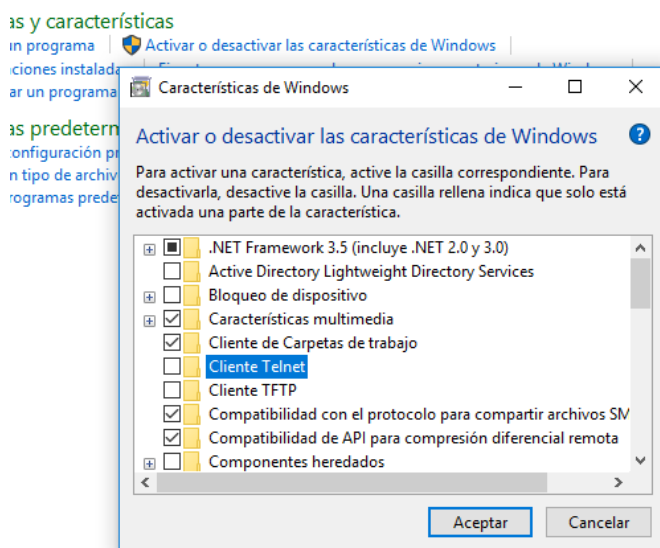 as y características
un programa
Activar o desactivar las características de Windows
ciones instalada
ar un programa
Características de Windows
as predeterm
Activar o desactivar las características de Windows
configuración pr
n tipo de archiv
rogramas prede
Para activar una característica, active la casilla correspondiente. Para
desactivarla, desactive la casilla. Una casilla rellena indica que solo está
activada una parte de la característica.
.NET Framework 3.5 (incluye .NET 2.0 y 3.0)
Active Directory Lightweight Directory Services
Bloqueo de dispositivo
Características multimedia
Cliente de Carpetas de trabajo
Cliente Telnet
Cliente TFTP
Compatibilidad con el protocolo para compartir archivos SM
Compatibilidad de API para compresión diferencial remota
Componentes heredados
Aceptar
Cancelar